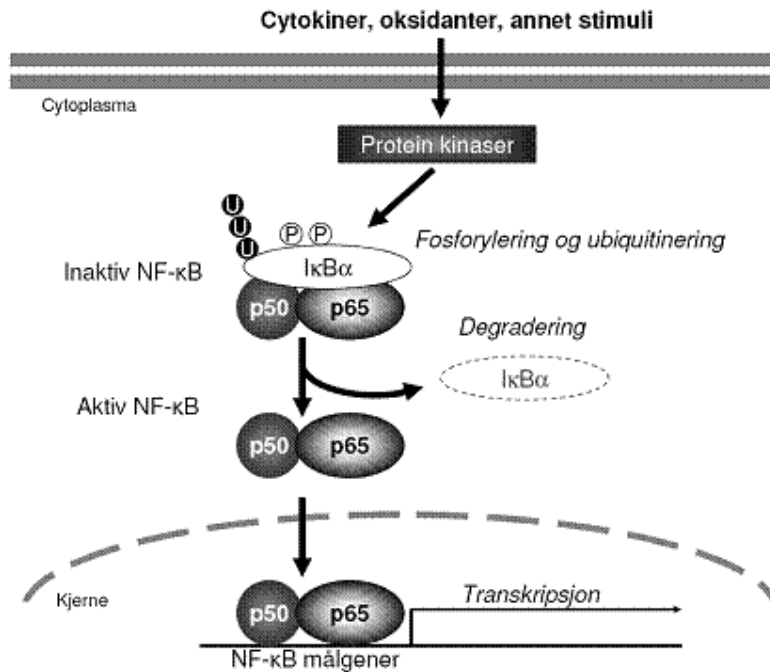 Cytokiner, oksidanter, annet stimuli
Cytoplasma
Protein kinaser
U
U
U
P P
Fosforylering og ubiquitinering
IκBα
Inaktiv NF-κB
p50 p65
Degradering
IκBα
Aktiv NF-κB
p50 p65
Kjerne
p50 p65
Transkripsjon
NF-κB målgener